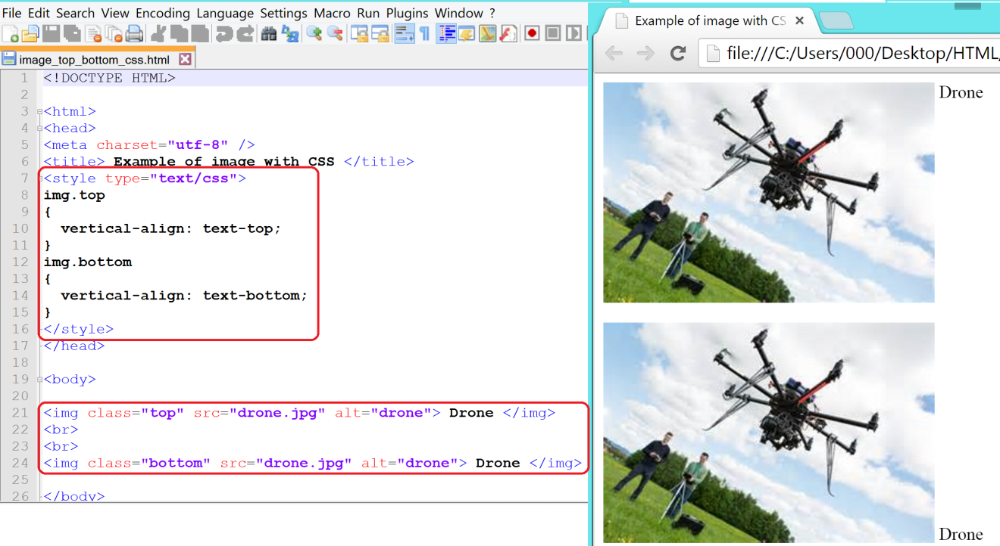 File Edit Search View Encoding Language Settings Macro Run Plugins Window ?
image_top_bottom_css.html
1 <!DOCTYPE HTML>
2
3 <html>
4 <head>
5 <meta charset="utf-8" />
6 <title> Example of image with CSS </title>
7 <style type="text/css">
8 img.top
9 {
10 vertical-align: text-top;
11 }
12 img.bottom
13 {
14 vertical-align: text-bottom;
15 }
16 </style>
17 </head>
18
19 <body>
20
21 <img class="top" src="drone.jpg" alt="drone"> Drone </img>
22 <br>
23 <br>
24 <img class="bottom" src="drone.jpg" alt="drone"> Drone </img>
25
26 </body>
Example of image with CS
file:///C:/Users/000/Desktop/HTML/
Drone
Drone